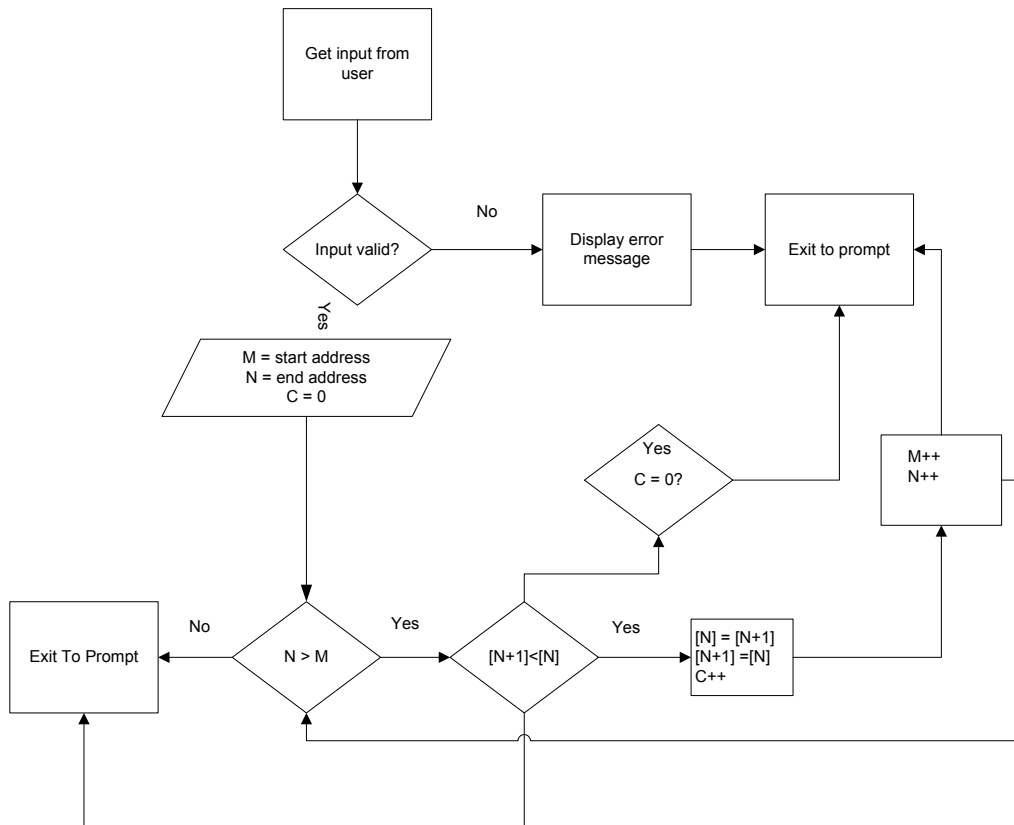 Get input from
user
Input valid?
No
Display error
message
Exit to prompt
Yes
M = start address
N = end address
C = 0
Yes
C = 0?
M++
N++
Exit To Prompt
No
N > M
Yes
[N+1]<[N]
Yes
[N] = [N+1]
[N+1] =[N]
C++